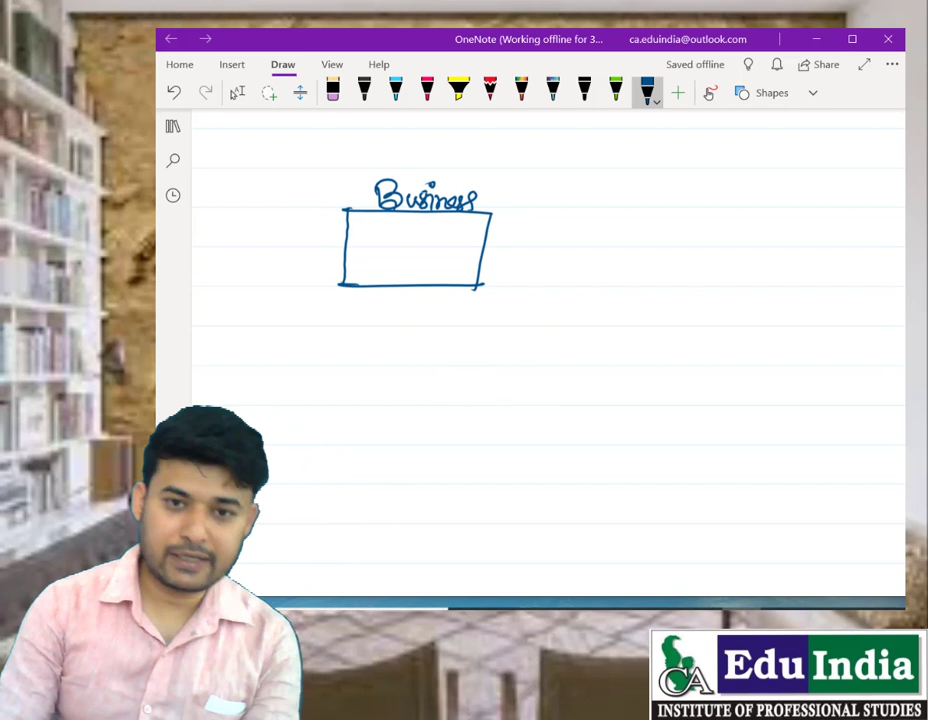 OneNote (Working offline for 3...
ca.eduindia@outlook.com
Home Insert Draw View Help
Saved offline
Share
Shapes
Business
CA
Edu India
INSTITUTE OF PROFESSIONAL STUDIES